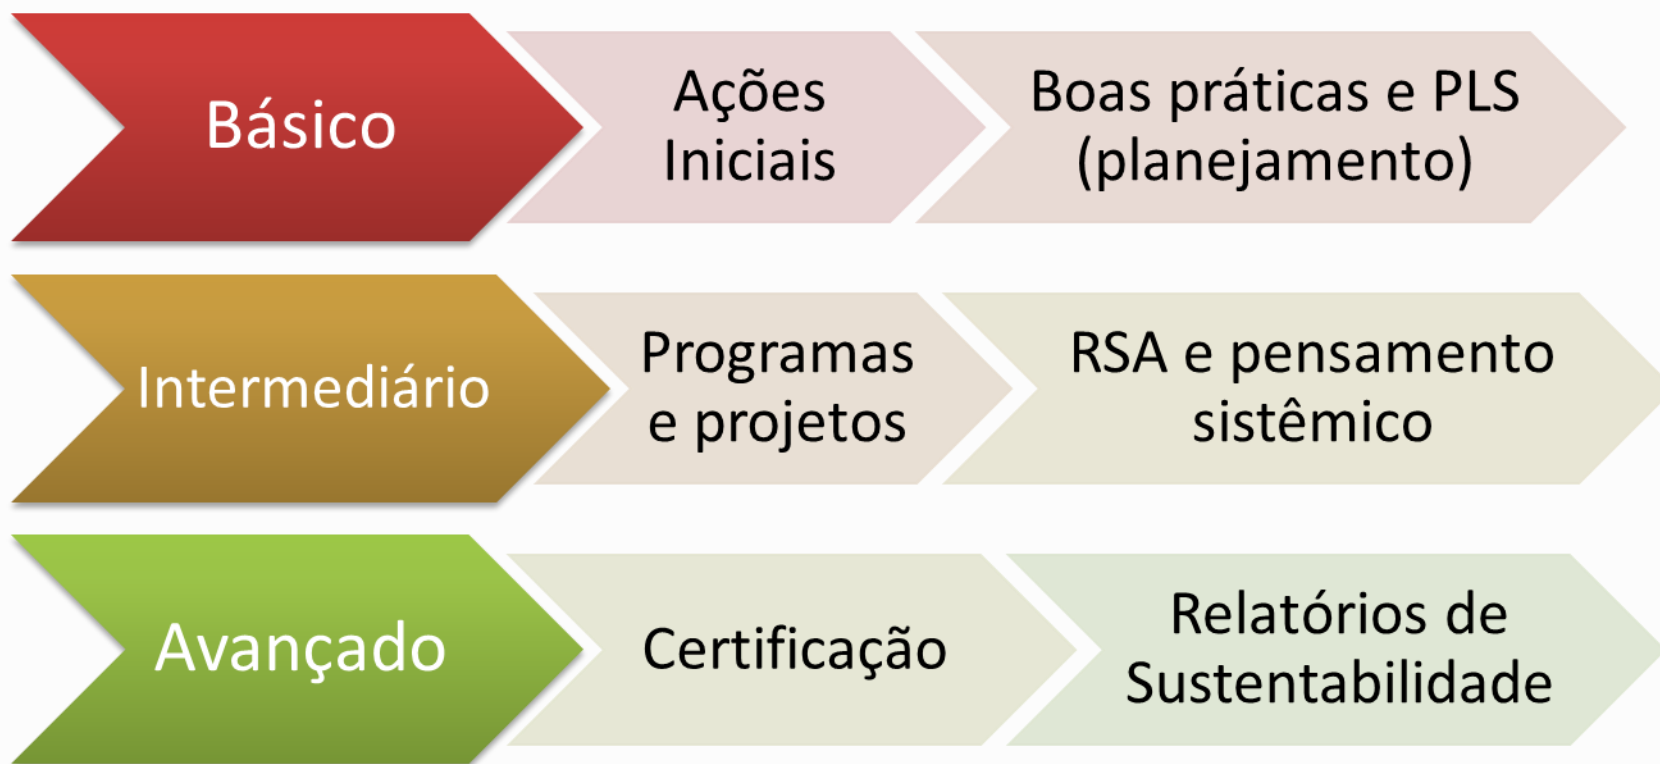 Básico
Ações
Iniciais
Boas práticas e PLS
(planejamento)
Intermediário
Programas
e projetos
RSA e pensamento
sistêmico
Avançado
Certificação
Relatórios de
Sustentabilidade